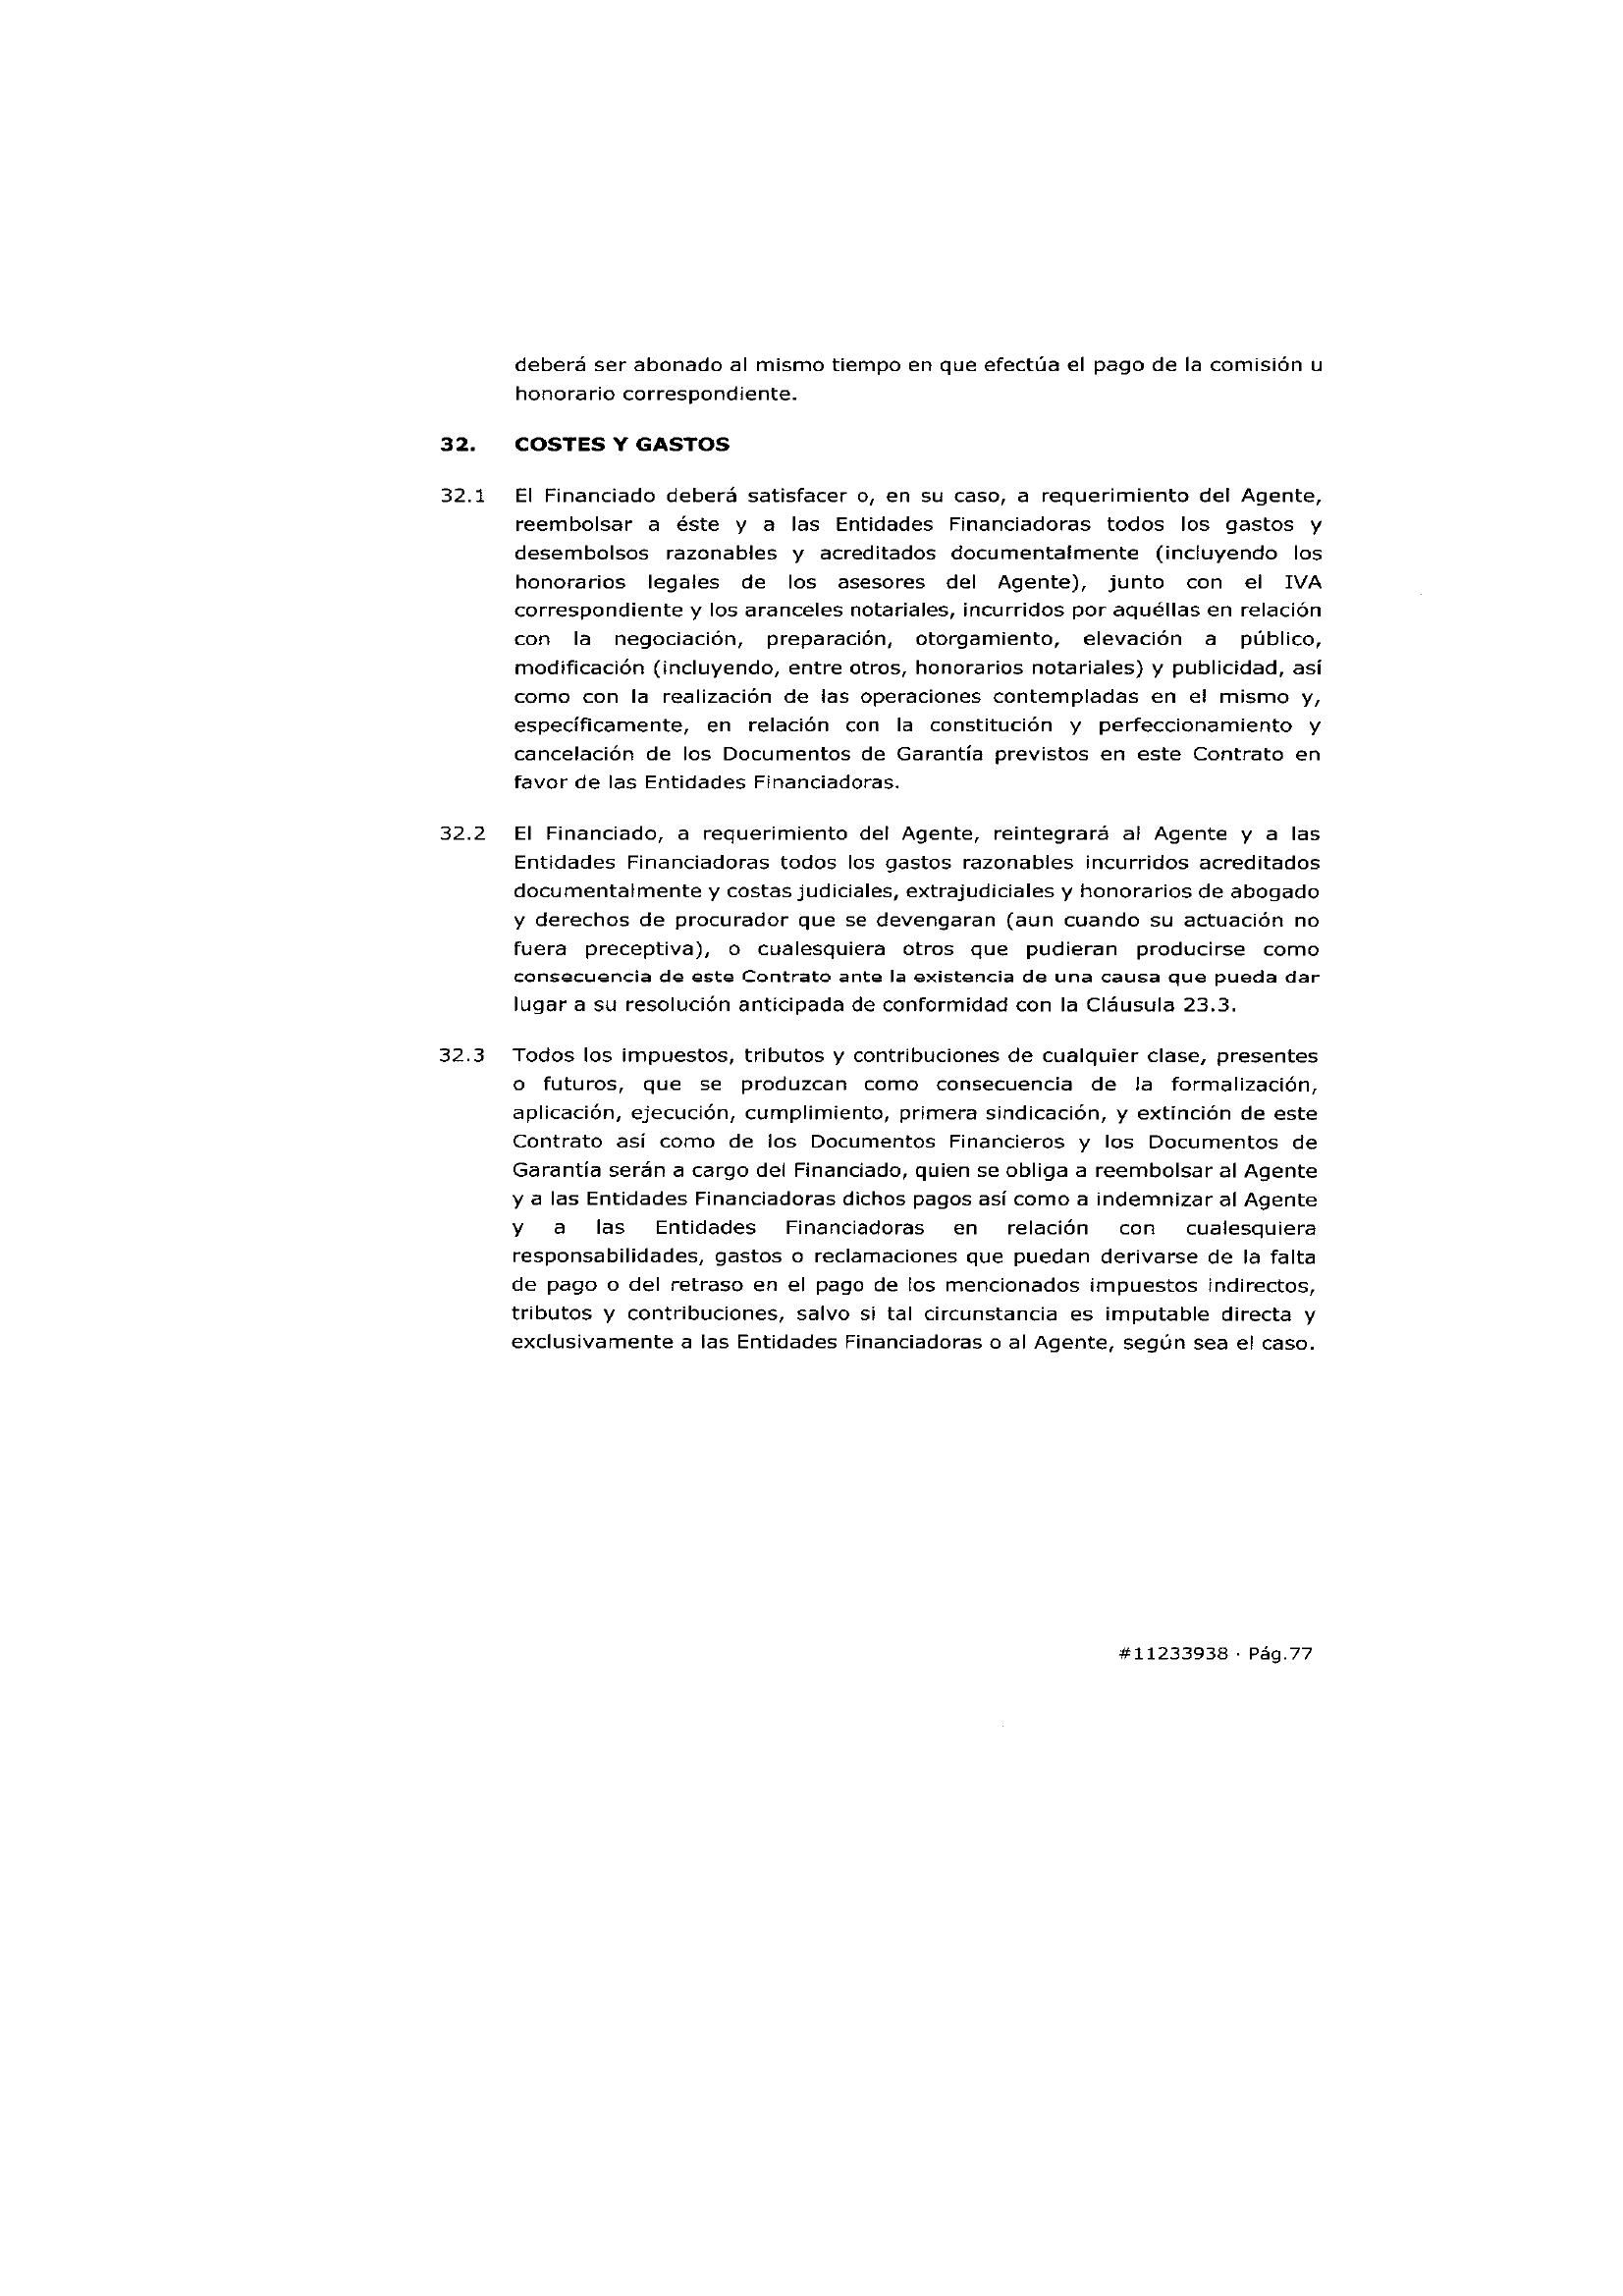 deberá ser abonado al mismo tiempo en que efectúa el pago de la comisión u
honorario correspondiente.
32. COSTES Y GASTOS
32.1 El Financiado deberá satisfacer o, en su caso, a requerimiento del Agente,
reembolsar a éste y a las Entidades Financiadoras todos los gastos y
desembolsos razonables y acreditados documentalmente (incluyendo los
honorarios legales de los asesores del Agente), junto con el IVA
correspondiente y los aranceles notariales, incurridos por aquéllas en relación
con la negociación, preparación, otorgamiento, elevación a público,
modificación (incluyendo, entre otros, honorarios notariales) y publicidad, así
como con la realización de las operaciones contempladas en el mismo y,
específicamente, en relación con la constitución y perfeccionamiento y
cancelación de los Documentos de Garantía previstos en este Contrato en
favor de las Entidades Financiadoras.
32.2 El Financiado, a requerimiento del Agente, reintegrará al Agente y a las
Entidades Financiadoras todos los gastos razonables incurridos acreditados
documentalmente y costas judiciales, extrajudiciales y honorarios de abogado
y derechos de procurador que se devengaran (aun cuando su actuación no
fuera preceptiva), o cualesquiera otros que pudieran producirse como
consecuencia de este Contrato ante la existencia de una causa que pueda dar
lugar a su resolución anticipada de conformidad con la Cláusula 23.3.
32.3 Todos los impuestos, tributos y contribuciones de cualquier clase, presentes
o futuros, que se produzcan como consecuencia de la formalización,
aplicación, ejecución, cumplimiento, primera sindicación, y extinción de este
Contrato así como de los Documentos Financieros y los Documentos de
Garantía serán a cargo del Financiado, quien se obliga a reembolsar al Agente
y a las Entidades Financiadoras dichos pagos así como a indemnizar al Agente
y a las Entidades Financiadoras en relación con cualesquiera
responsabilidades, gastos o reclamaciones que puedan derivarse de la falta
de pago o del retraso en el pago de los mencionados impuestos indirectos,
tributos y contribuciones, salvo si tal circunstancia es imputable directa y
exclusivamente a las Entidades Financiadoras o al Agente, según sea el caso.
#11233938 · Pág.77